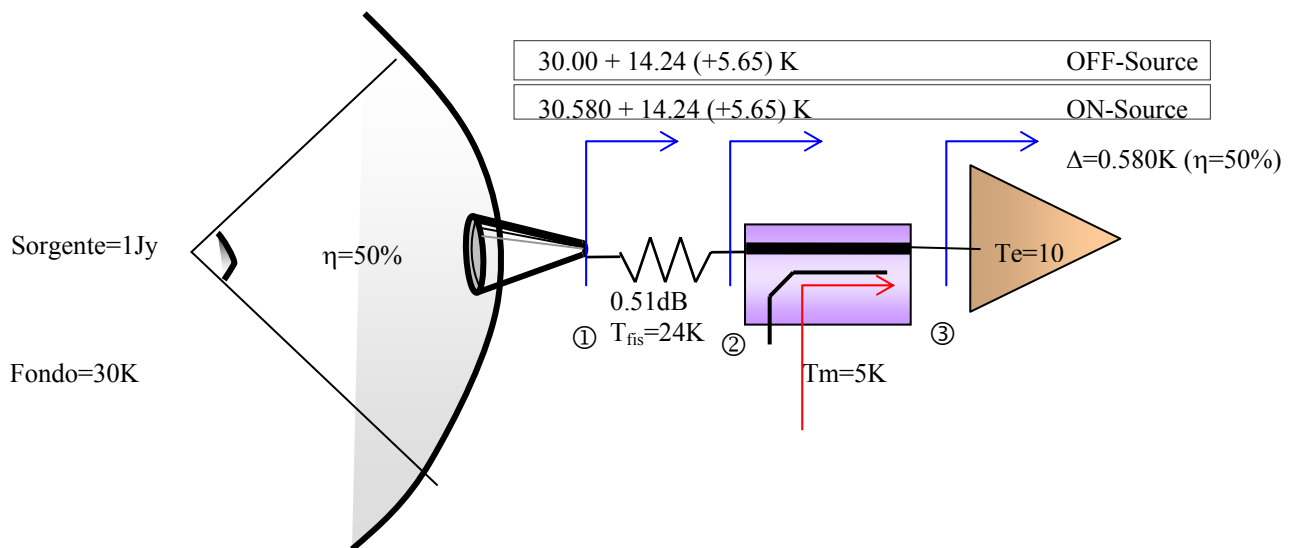 30.00 + 14.24 (+5.65) K OFF-Source
30.580 + 14.24 (+5.65) K ON-Source
Δ=0.580K (η=50%)
Sorgente=1Jy
η=50%
Te=10
0.51dB
T_fis=24K
①
②
③
Fondo=30K
Tm=5K